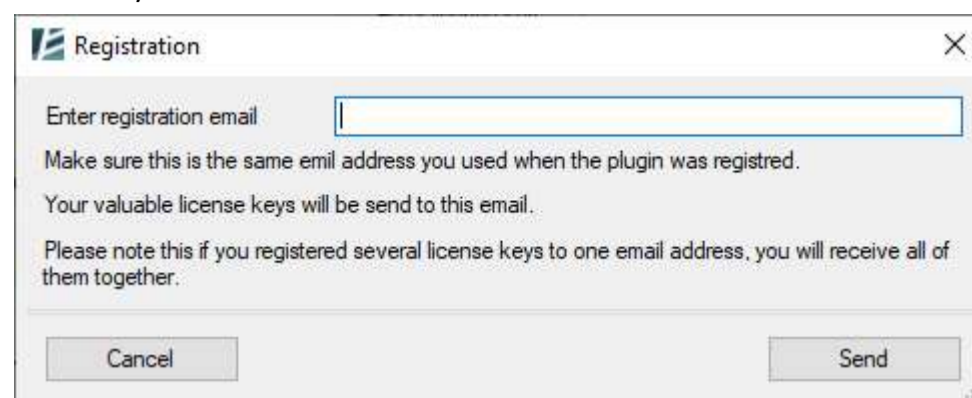 Registration
Enter registration email
Make sure this is the same emil address you used when the plugin was registred.
Your valuable license keys will be send to this email.
Please note this if you registered several license keys to one email address, you will receive all of
them together.
Cancel Send